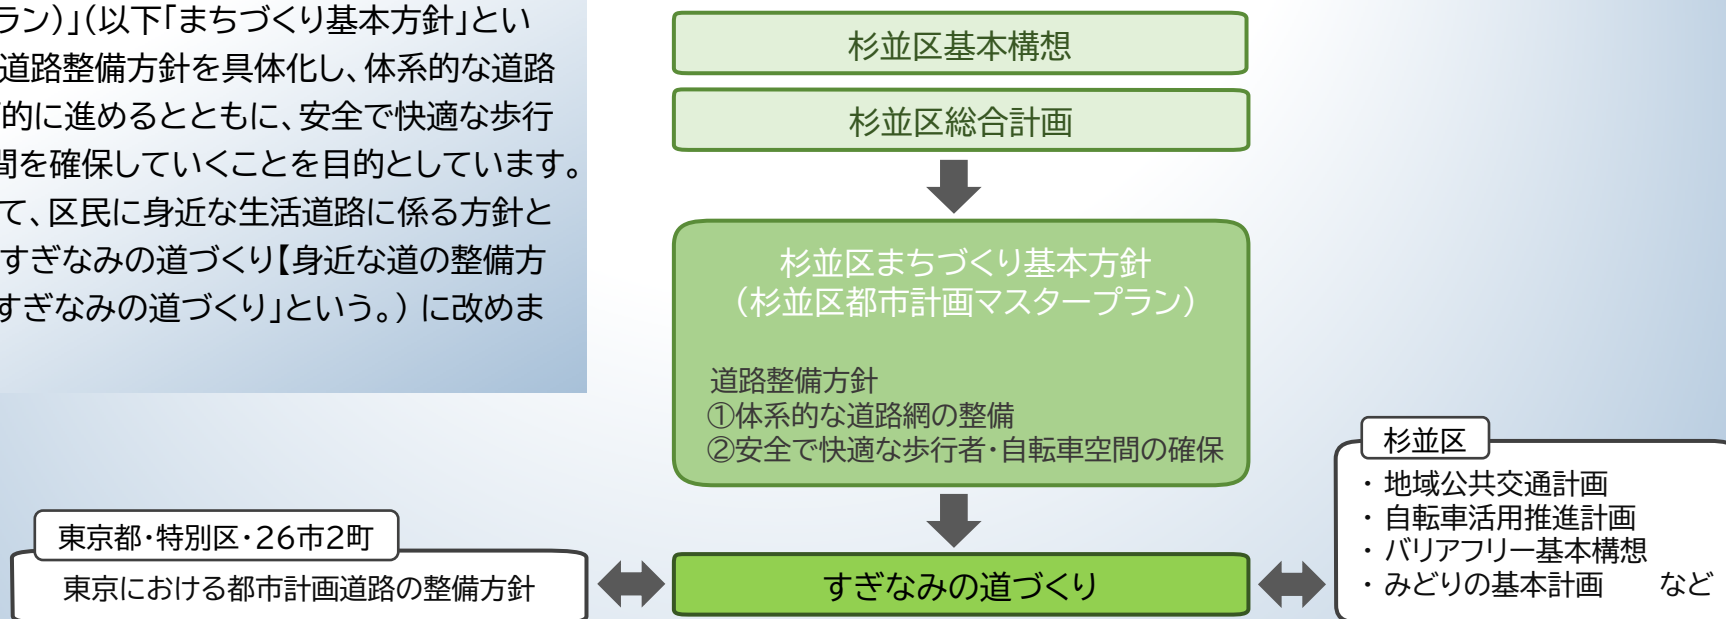 ラン)」(以下「まちづくり基本方針」とい
道路整備方針を具体化し、体系的な道路
的に進めるとともに、安全で快適な歩行
間を確保していくことを目的としています。
て、区民に身近な生活道路に係る方針と
すぎなみの道づくり【身近な道の整備方
すぎなみの道づくり」という。)に改めま
杉並区基本構想
杉並区総合計画
杉並区まちづくり基本方針
(杉並区都市計画マスタープラン)
道路整備方針
①体系的な道路網の整備
②安全で快適な歩行者・自転車空間の確保
東京都・特別区・26市2町
東京における都市計画道路の整備方針
すぎなみの道づくり
杉並区
・地域公共交通計画
・自転車活用推進計画
・バリアフリー基本構想
・みどりの基本計画 など